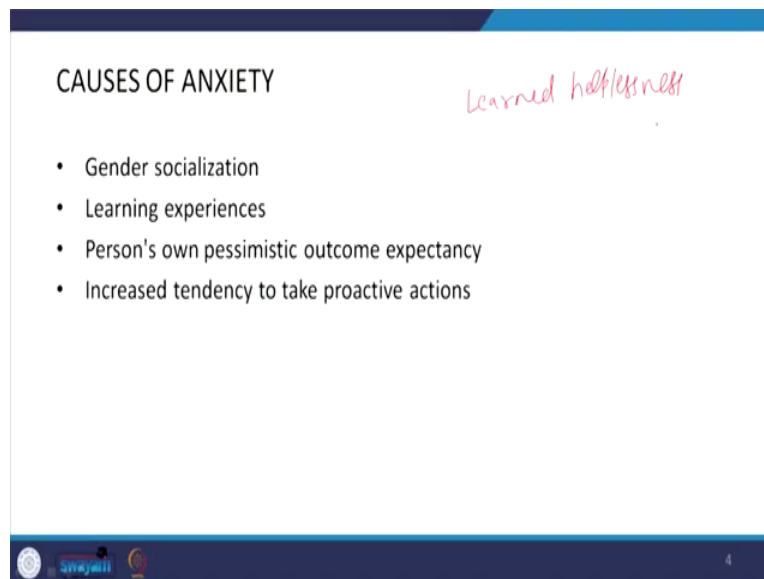 CAUSES OF ANXIETY
Learned helplessness
• Gender socialization
• Learning experiences
• Person's own pessimistic outcome expectancy
• Increased tendency to take proactive actions
swayam
4